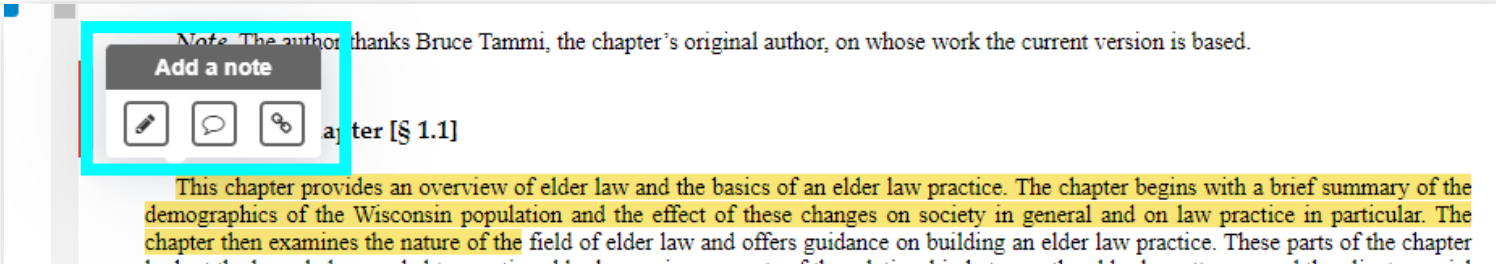 Note. The author thanks Bruce Tammi, the chapter's original author, on whose work the current version is based.
Add a note
apter [§ 1.1]
This chapter provides an overview of elder law and the basics of an elder law practice. The chapter begins with a brief summary of the
demographics of the Wisconsin population and the effect of these changes on society in general and on law practice in particular. The
chapter then examines the nature of the field of elder law and offers guidance on building an elder law practice. These parts of the chapter